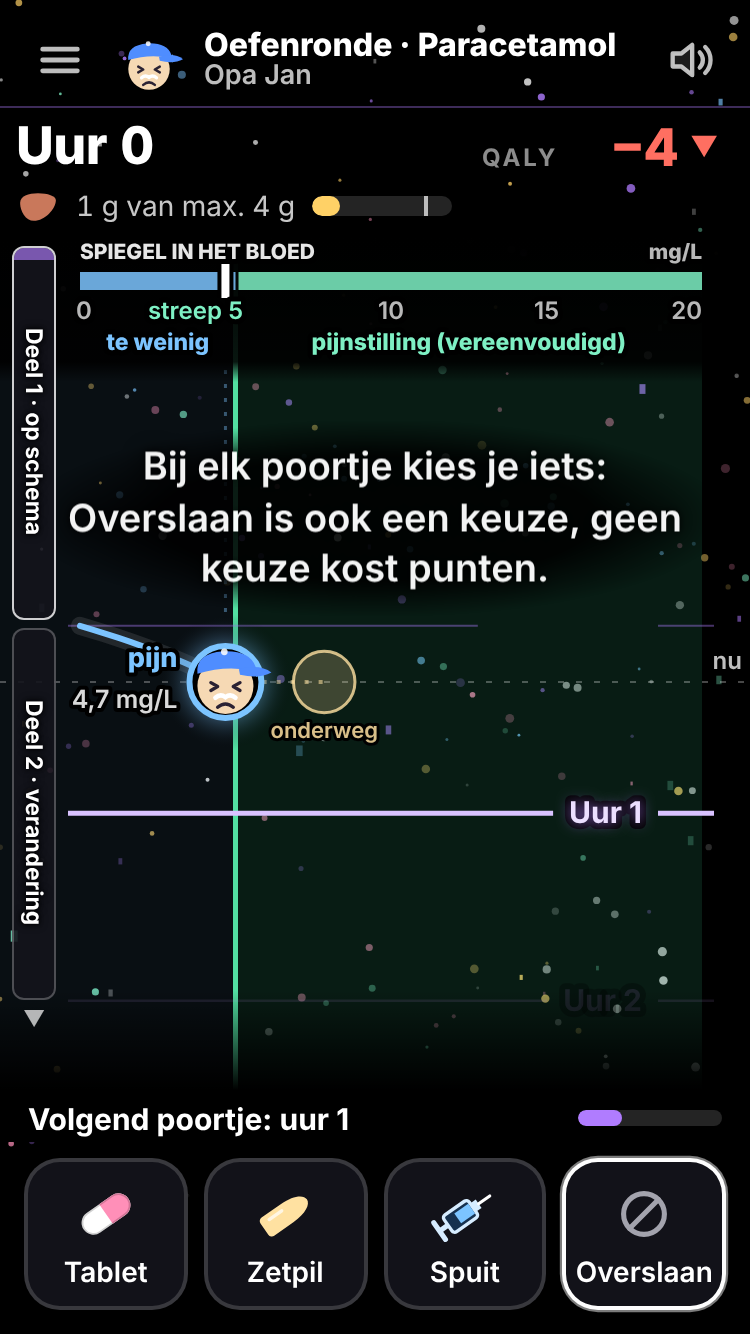 Oefenronde · Paracetamol
Opa Jan
Uur 0
QALY
−4 ▼
1 g van max. 4 g
SPIEGEL IN HET BLOED
mg/L
0
streep 5
10
15
20
te weinig
pijnstilling (vereenvoudigd)
Deel 1 · op schema
Bij elk poortje kies je iets:
Overslaan is ook een keuze, geen
keuze kost punten.
pijn
nu
4,7 mg/L
onderweg
Deel 2 · verandering
Uur 1
Uur 2
Volgend poortje: uur 1
Tablet
Zetpil
Spuit
Overslaan